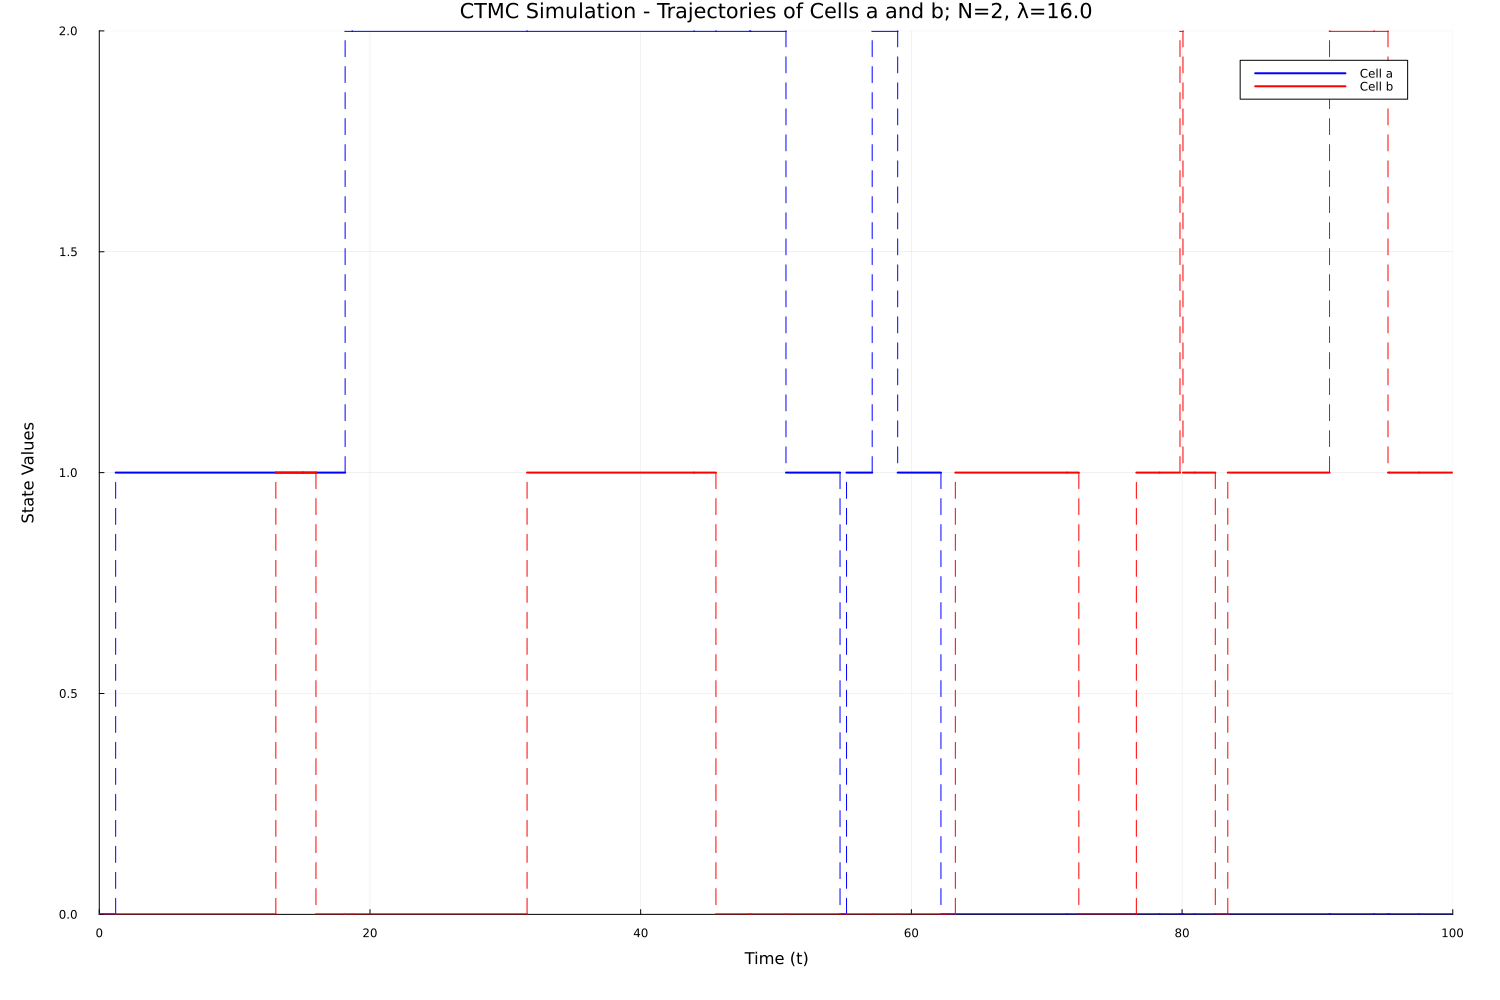 CTMC Simulation - Trajectories of Cells a and b; N=2, λ=16.0
2.0
Cell a
Cell b
1.5
1.0
State Values
0.5
0.0
0 20 40 60 80 100
Time (t)